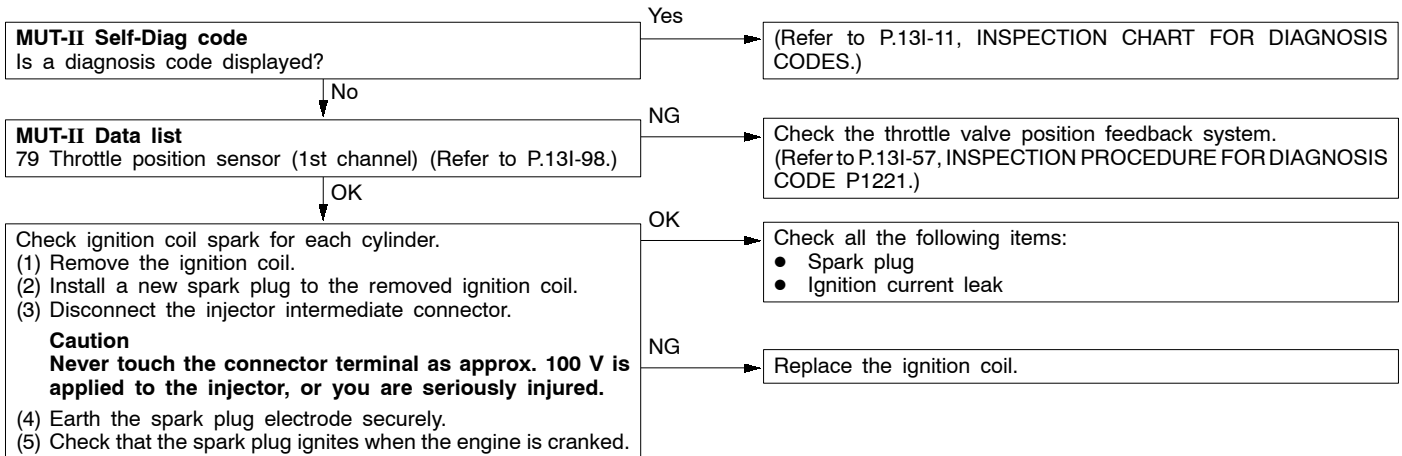 MUT-II Self-Diag code
Is a diagnosis code displayed?
Yes
(Refer to P.13I-11, INSPECTION CHART FOR DIAGNOSIS
CODES.)
No
MUT-II Data list
79 Throttle position sensor (1st channel) (Refer to P.13I-98.)
NG
Check the throttle valve position feedback system.
(Refer to P.13I-57, INSPECTION PROCEDURE FOR DIAGNOSIS
CODE P1221.)
OK
Check ignition coil spark for each cylinder.
(1) Remove the ignition coil.
(2) Install a new spark plug to the removed ignition coil.
(3) Disconnect the injector intermediate connector.
Caution
Never touch the connector terminal as approx. 100 V is
applied to the injector, or you are seriously injured.
(4) Earth the spark plug electrode securely.
(5) Check that the spark plug ignites when the engine is cranked.
OK
Check all the following items:
● Spark plug
● Ignition current leak
NG
Replace the ignition coil.